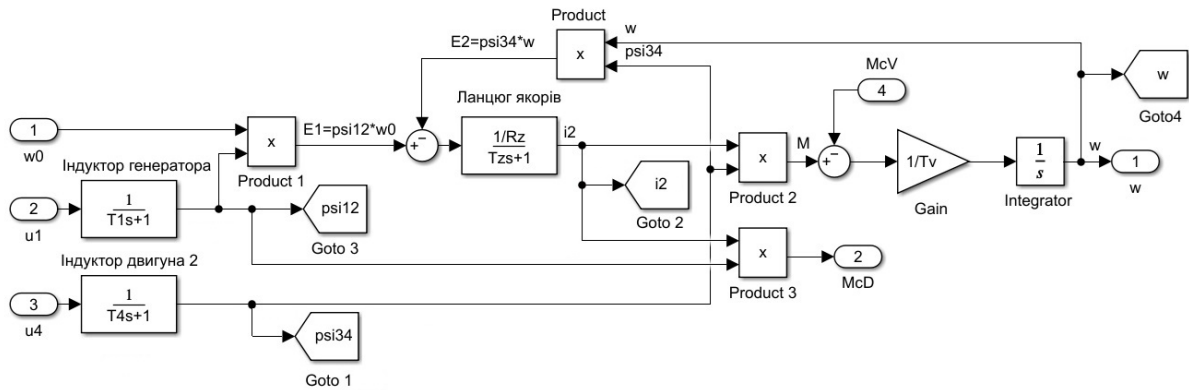 Product
x
E2=psi34*w
w
psi34
McV
4
w
Goto4
Ланцюг якорів
1/Rz
Tzs+1
i2
1
w0
E1=psi12*w0
x
Product 1
+
−
Індуктор генератора
2
u1
1
T1s+1
psi12
Goto 3
i2
Goto 2
x
Product 2
M
+
−
1/Tv
Gain
1
s
Integrator
w
1
w
x
Product 3
2
McD
Індуктор двигуна 2
3
u4
1
T4s+1
psi34
Goto 1